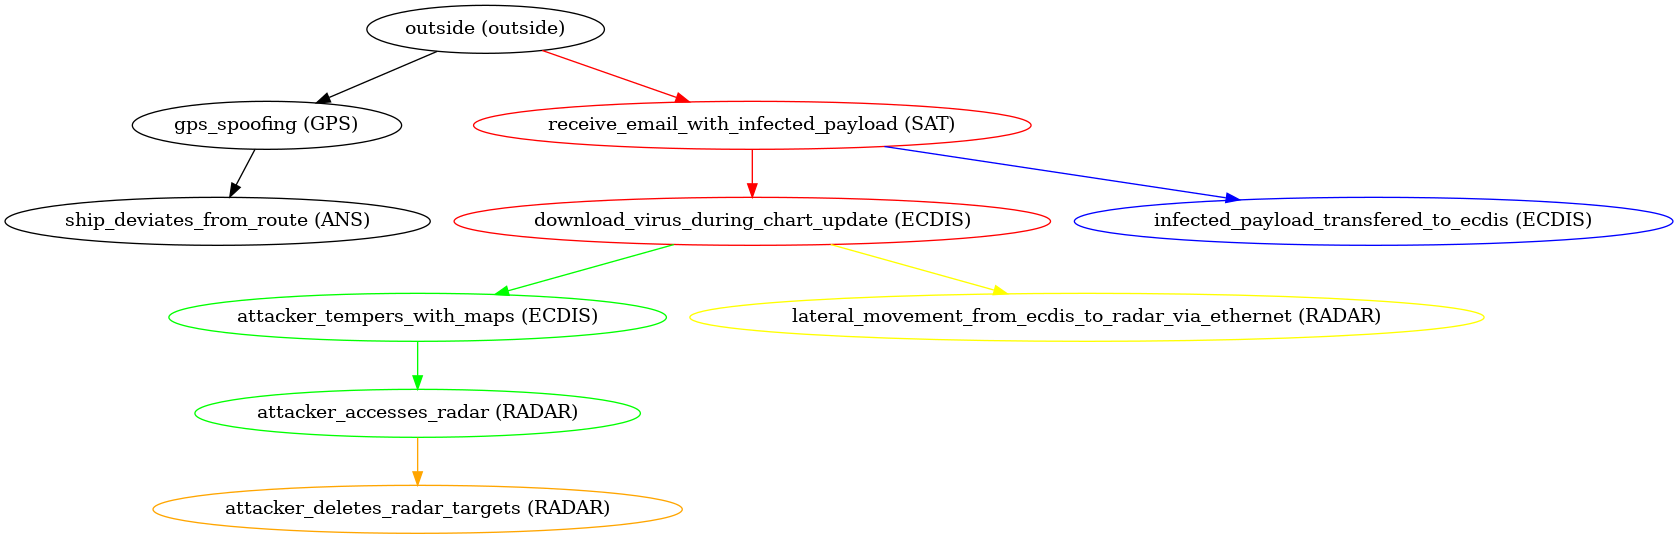 outside (outside)
gps_spoofing (GPS)
receive_email_with_infected_payload (SAT)
ship_deviates_from_route (ANS)
download_virus_during_chart_update (ECDIS)
infected_payload_transfered_to_ecdis (ECDIS)
attacker_tempers_with_maps (ECDIS)
lateral_movement_from_ecdis_to_radar_via_ethernet (RADAR)
attacker_accesses_radar (RADAR)
attacker_deletes_radar_targets (RADAR)